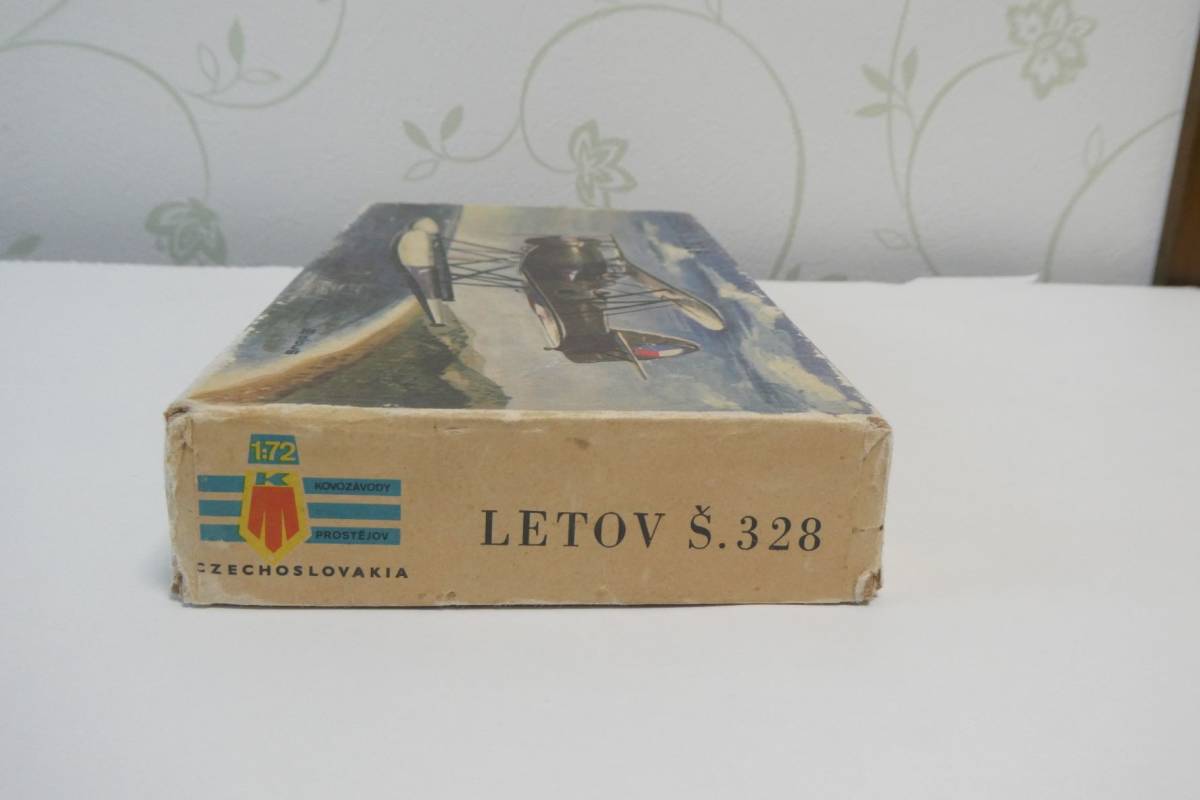 1:72
K
KOVOZÁVODY
PROSTĚJOV
CZECHOSLOVAKIA
LETOV Š.328